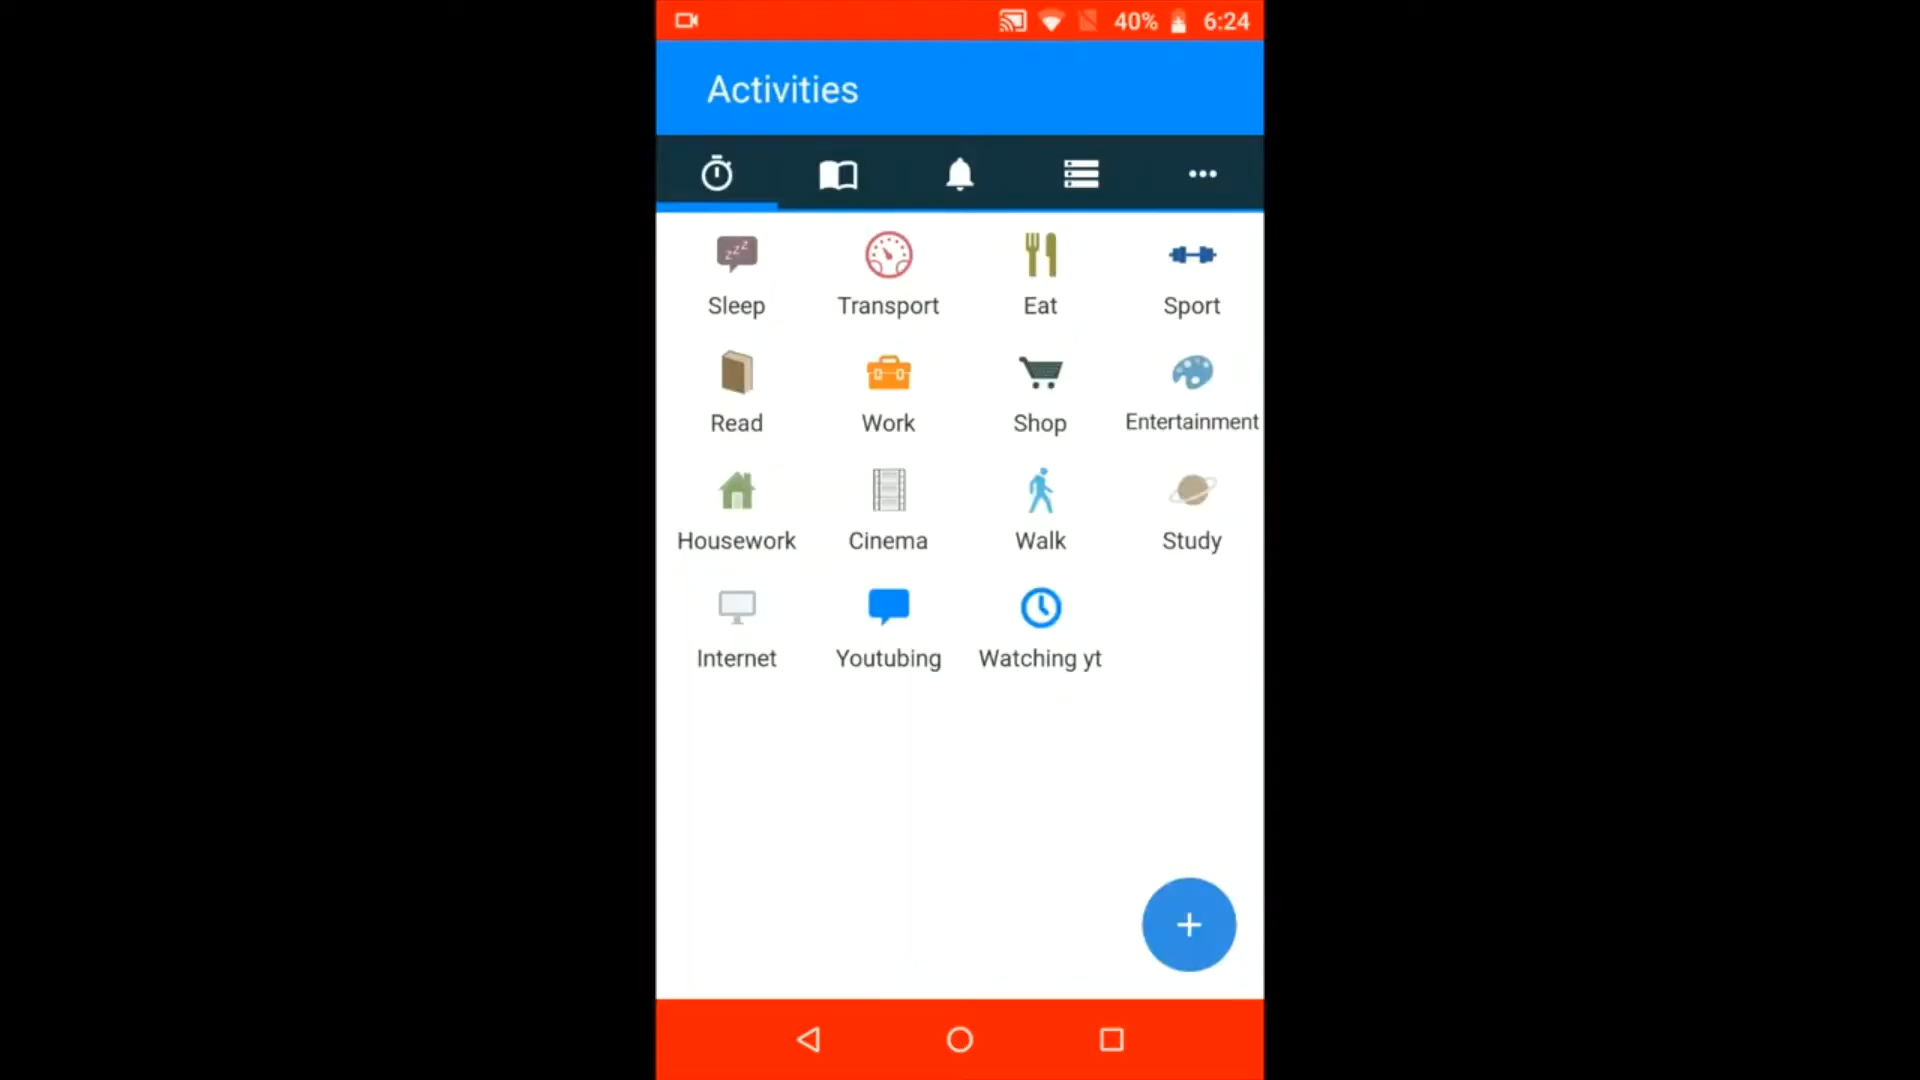 40% 6:24
Activities
Sleep Transport Eat Sport
Read Work Shop Entertainment
Housework Cinema Walk Study
Internet Youtubing Watching yt